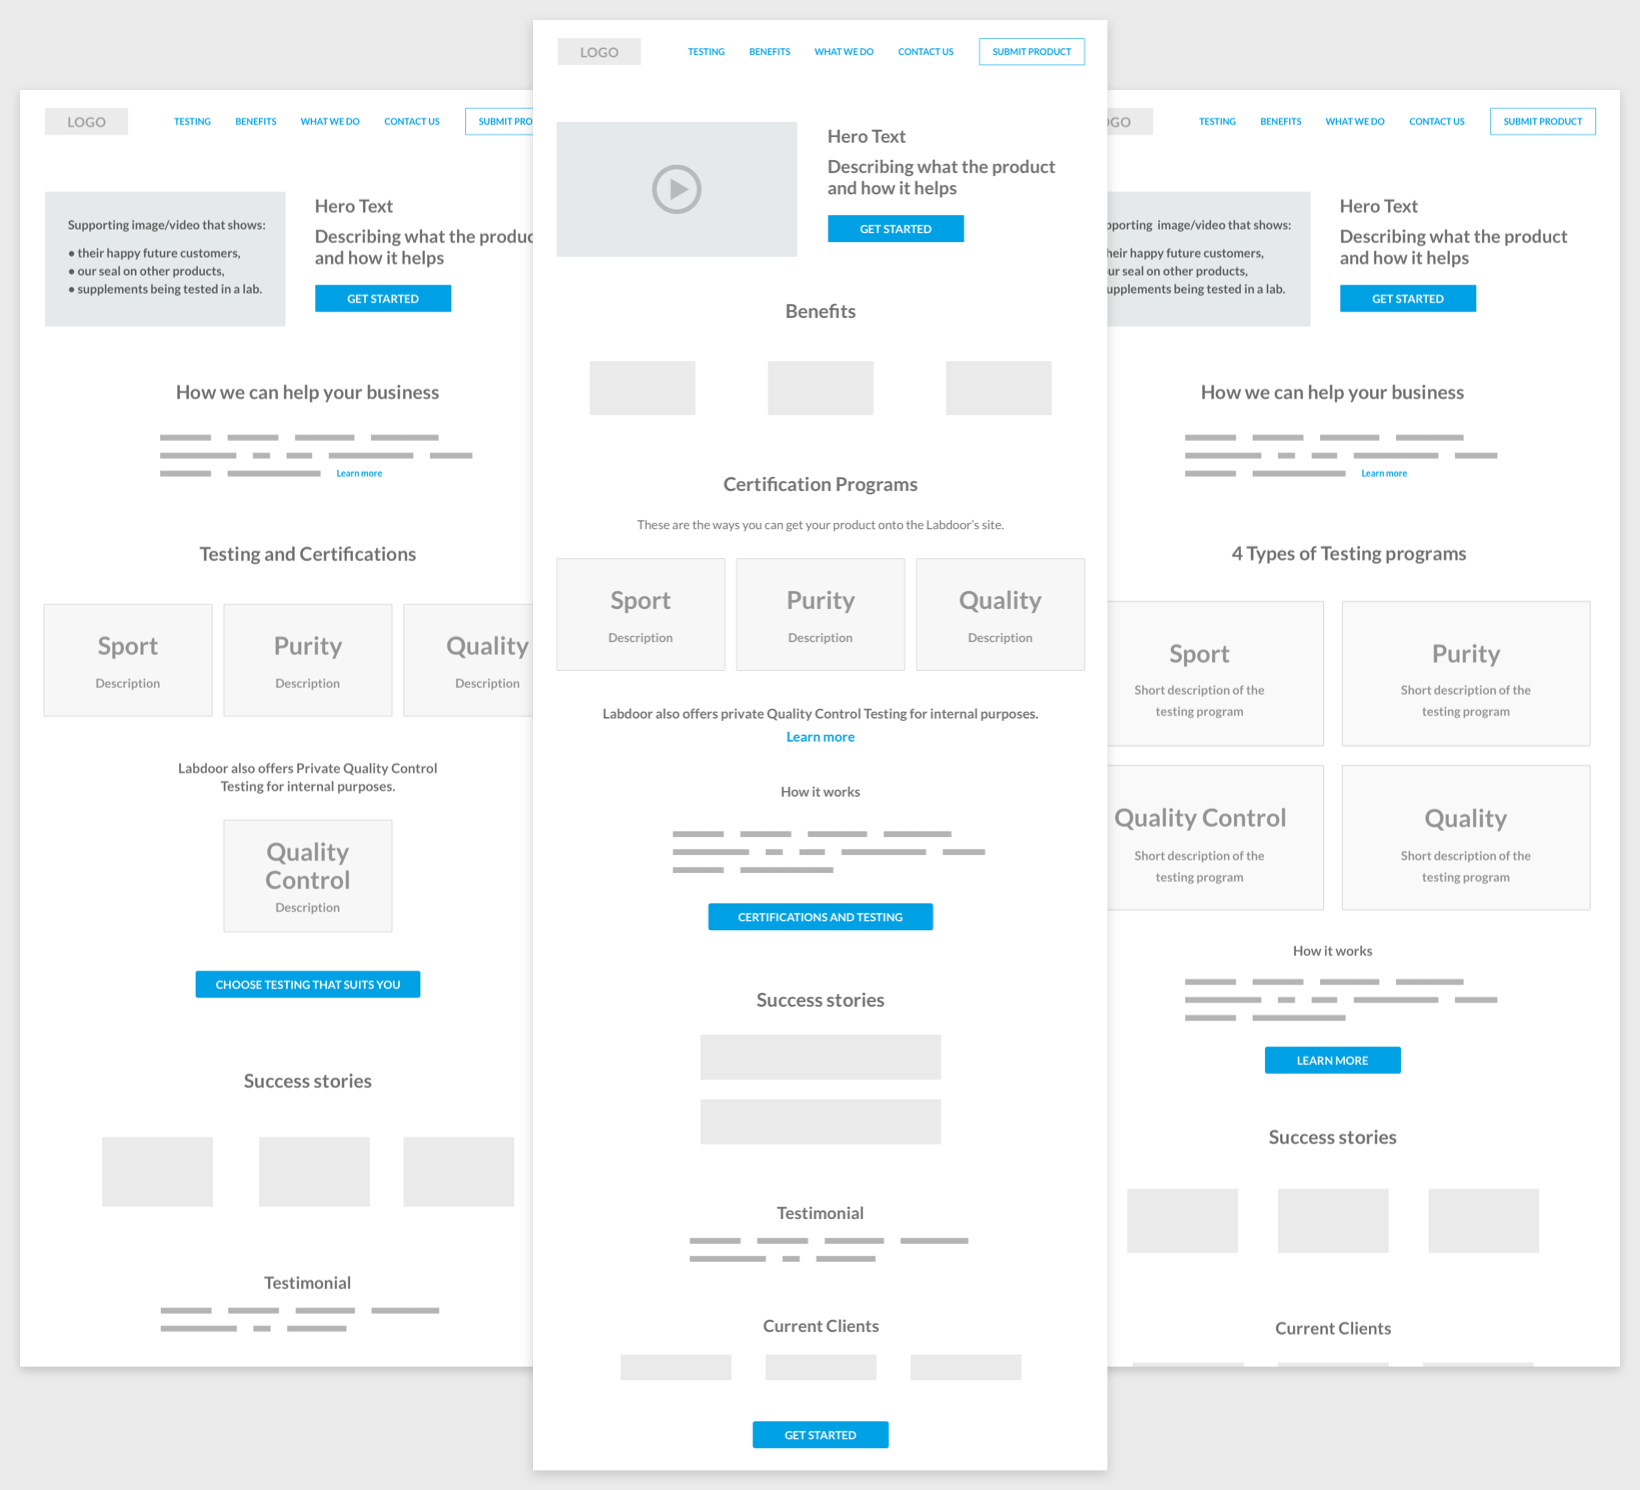 LOGO
TESTING
BENEFITS
WHAT WE DO
CONTACT US
SUBMIT PRO
Supporting image/video that shows:
• their happy future customers,
• our seal on other products,
• supplements being tested in a lab.
Hero Text
Describing what the produc
and how it helps
GET STARTED
How we can help your business
Learn more
Testing and Certifications
Sport
Description
Purity
Description
Quality
Description
Labdoor also offers Private Quality Control
Testing for internal purposes.
Quality
Control
Description
CHOOSE TESTING THAT SUITS YOU
Success stories
Testimonial
LOGO
TESTING
BENEFITS
WHAT WE DO
CONTACT US
SUBMIT PRODUCT
Hero Text
Describing what the product
and how it helps
GET STARTED
Benefits
Certification Programs
These are the ways you can get your product onto the Labdoor's site.
Sport
Description
Purity
Description
Quality
Description
Labdoor also offers private Quality Control Testing for internal purposes.
Learn more
How it works
CERTIFICATIONS AND TESTING
Success stories
Testimonial
Current Clients
GET STARTED
GO
TESTING
BENEFITS
WHAT WE DO
CONTACT US
SUBMIT PRODUCT
pporting image/video that shows:
heir happy future customers,
ur seal on other products,
upplements being tested in a lab.
Hero Text
Describing what the product
and how it helps
GET STARTED
How we can help your business
Learn more
4 Types of Testing programs
Sport
Short description of the
testing program
Purity
Short description of the
testing program
Quality Control
Short description of the
testing program
Quality
Short description of the
testing program
How it works
LEARN MORE
Success stories
Current Clients